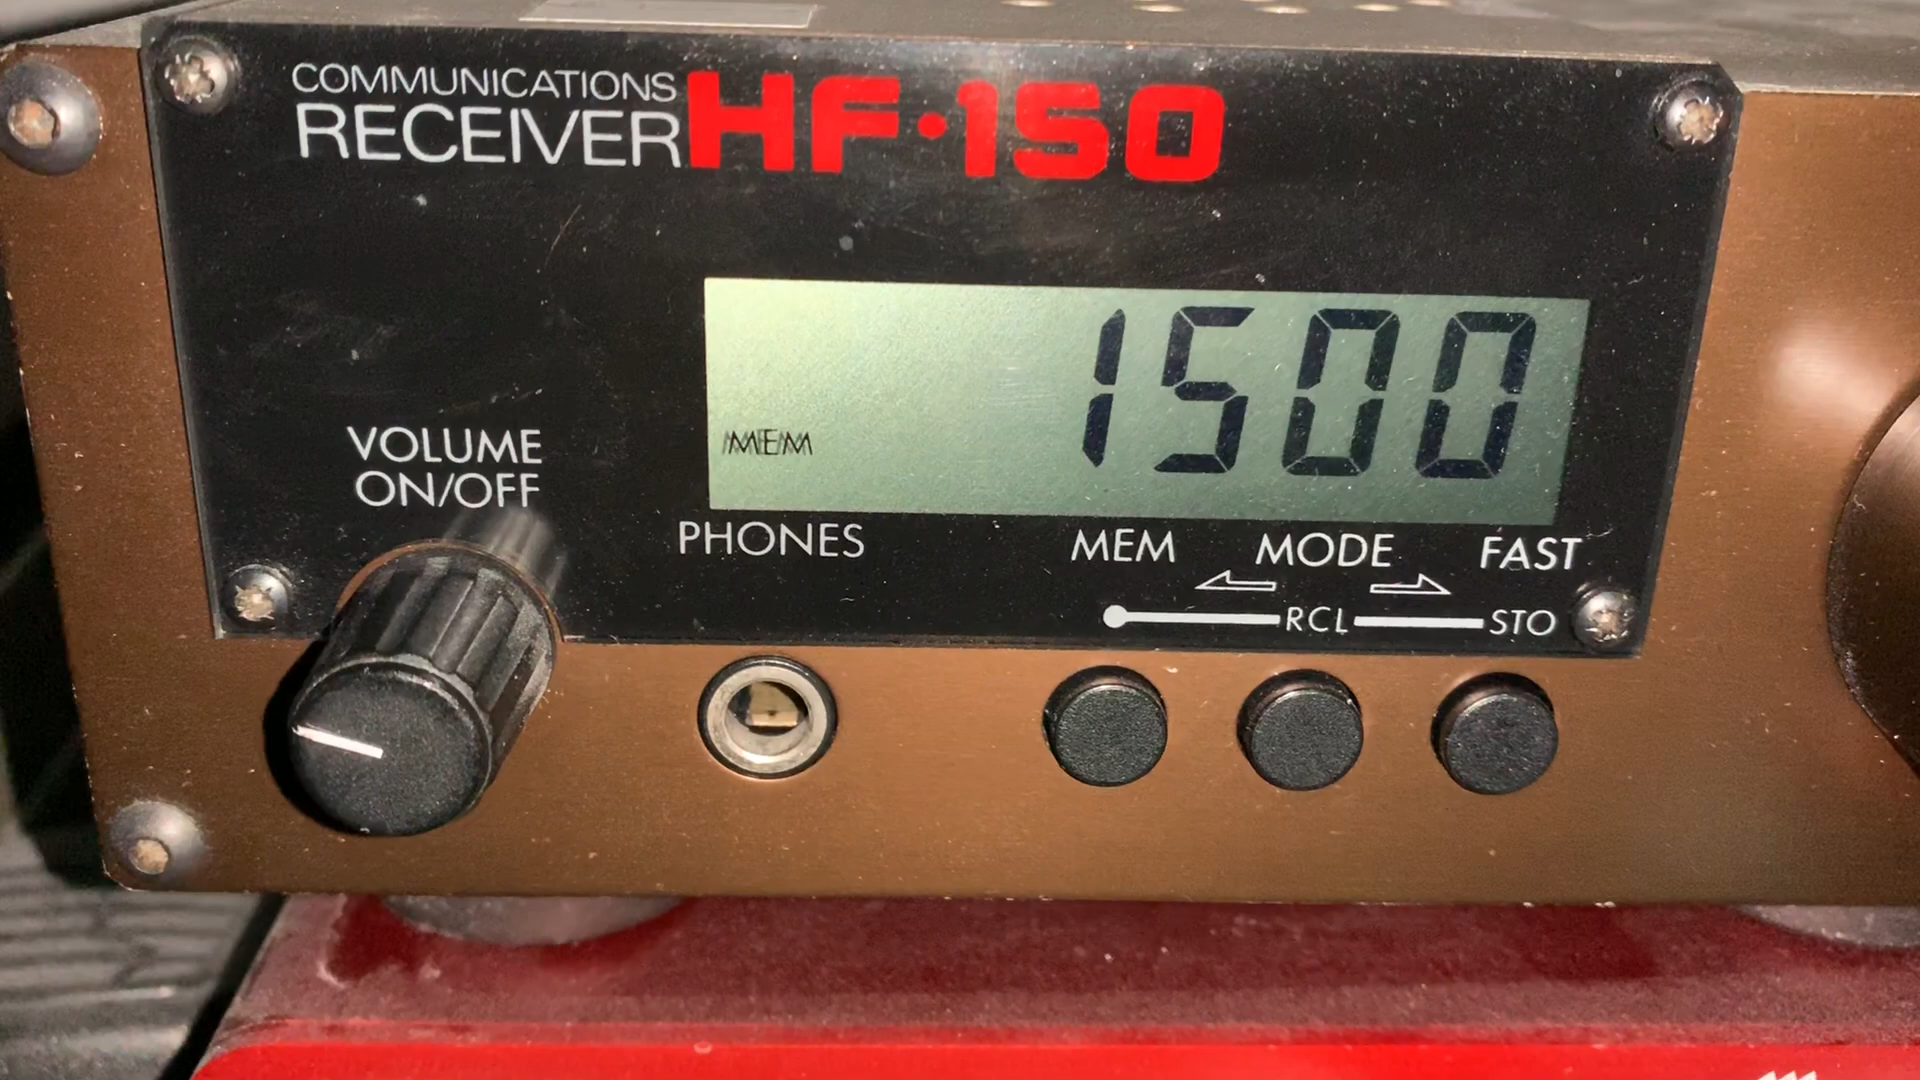 COMMUNICATIONS
RECEIVER HF·150
1500
MEM
VOLUME
ON/OFF
PHONES
MEM MODE FAST
RCL STO